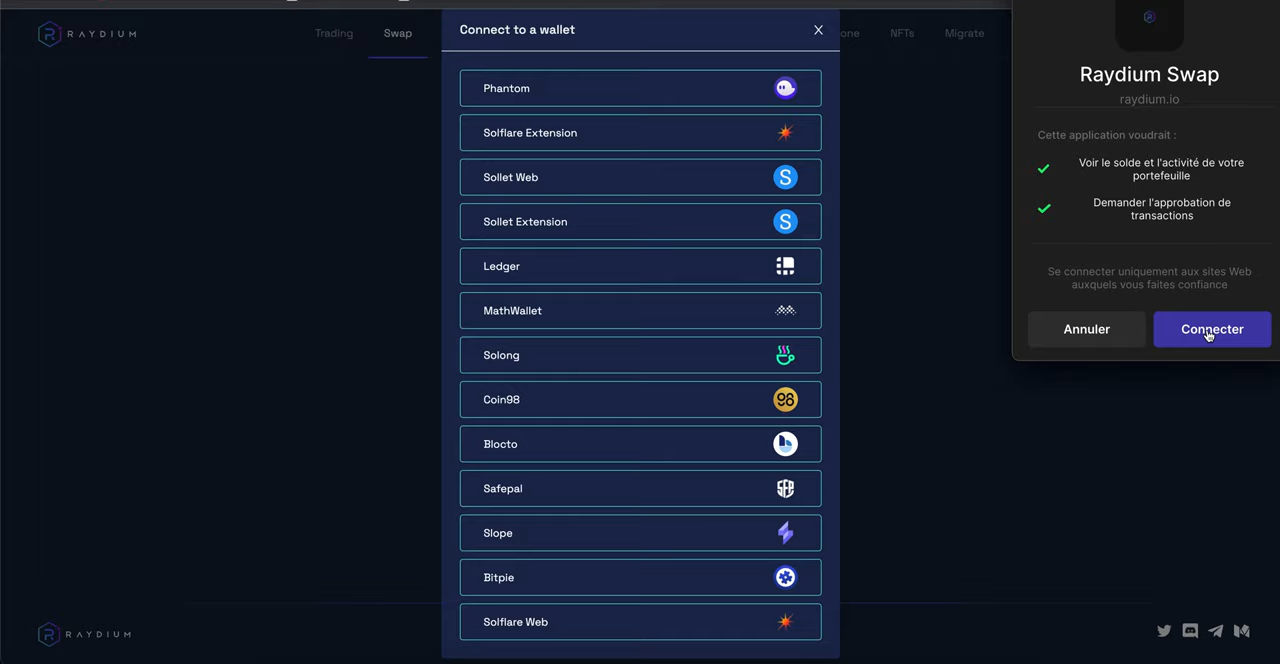 RAYDIUM
Trading
Swap
one
NFTs
Migrate
Connect to a wallet
X
Phantom
Solflare Extension
Sollet Web
S
Sollet Extension
S
Ledger
MathWallet
Solong
Coin98
98
Blocto
Safepal
SFP
Slope
Bitpie
Solflare Web
Raydium Swap
raydium.io
Cette application voudrait :
Voir le solde et l'activité de votre
portefeuille
Demander l'approbation de
transactions
Se connecter uniquement aux sites Web
auxquels vous faites confiance
Annuler
Connecter
RAYDIUM